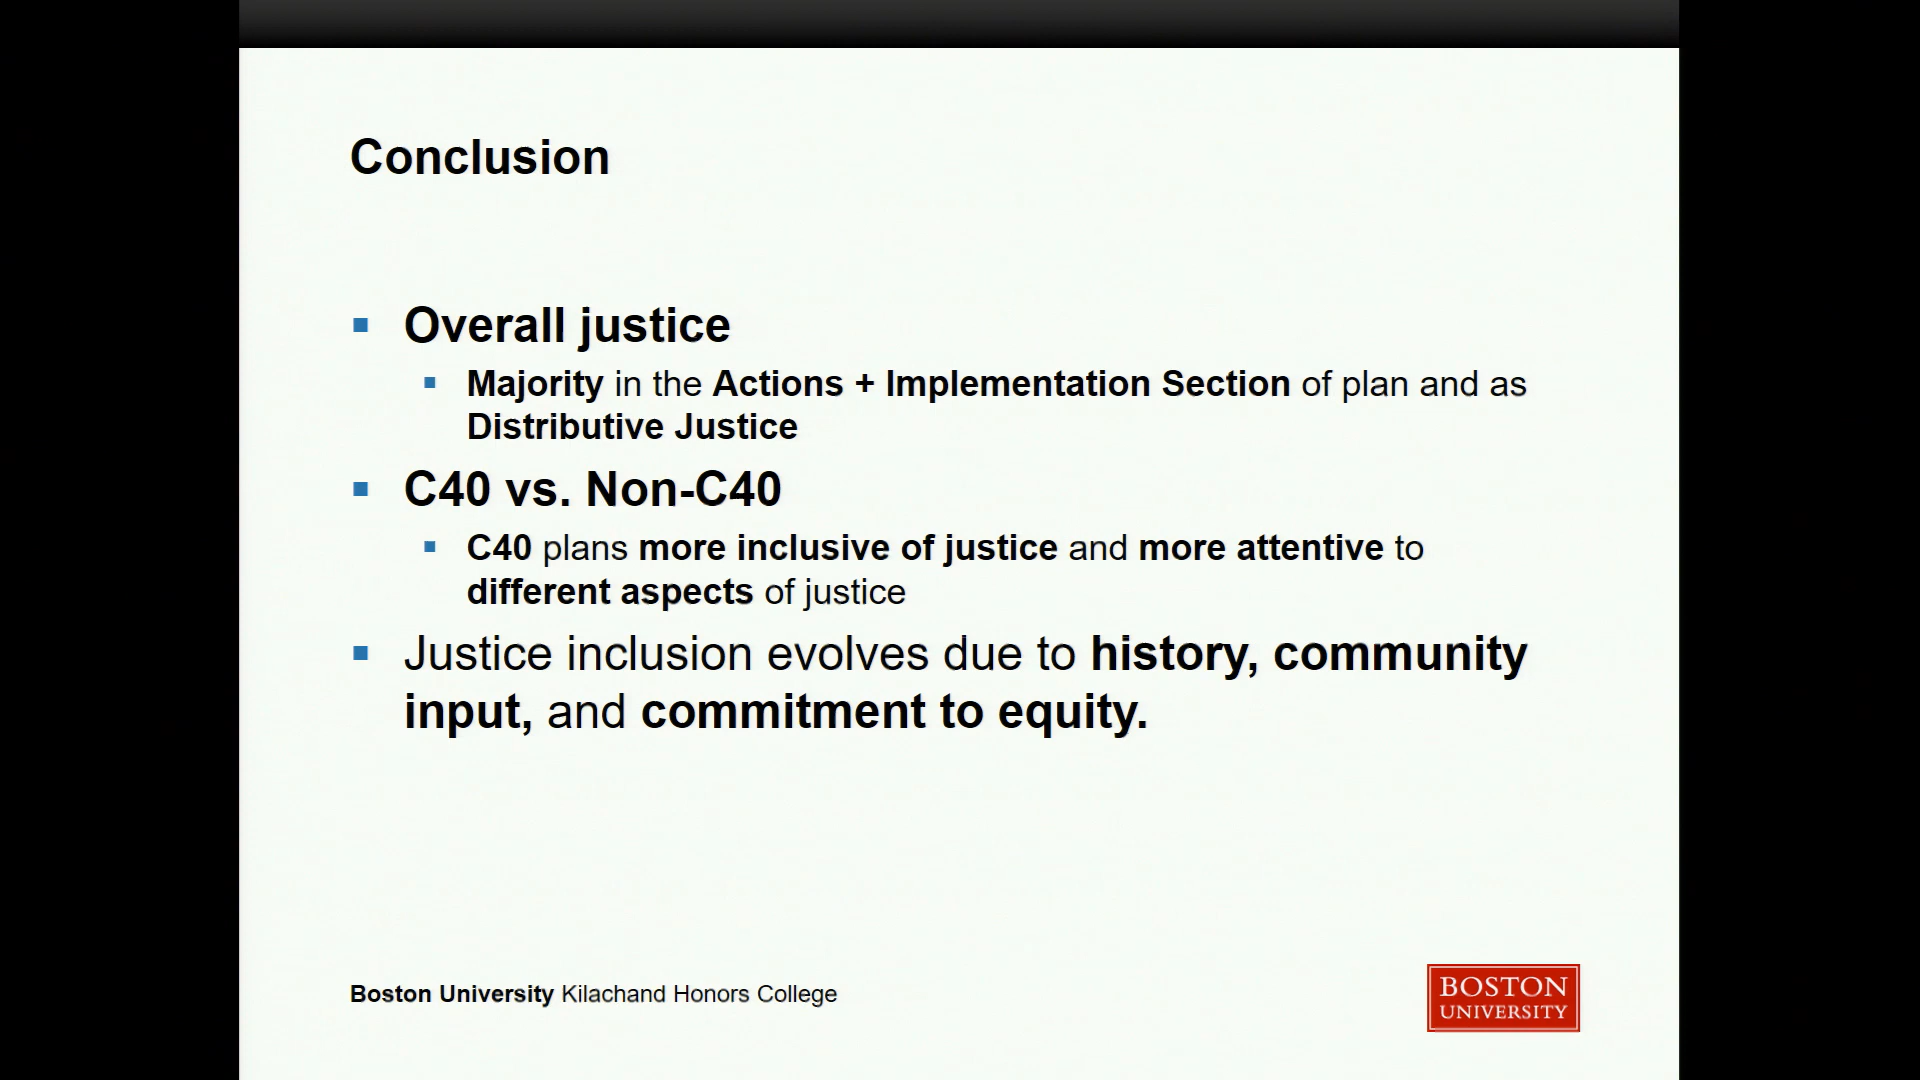 Conclusion
Overall justice
Majority in the Actions + Implementation Section of plan and as
Distributive Justice
C40 vs. Non-C40
C40 plans more inclusive of justice and more attentive to
different aspects of justice
Justice inclusion evolves due to history, community
input, and commitment to equity.
Boston University Kilachand Honors College
BOSTON
UNIVERSITY